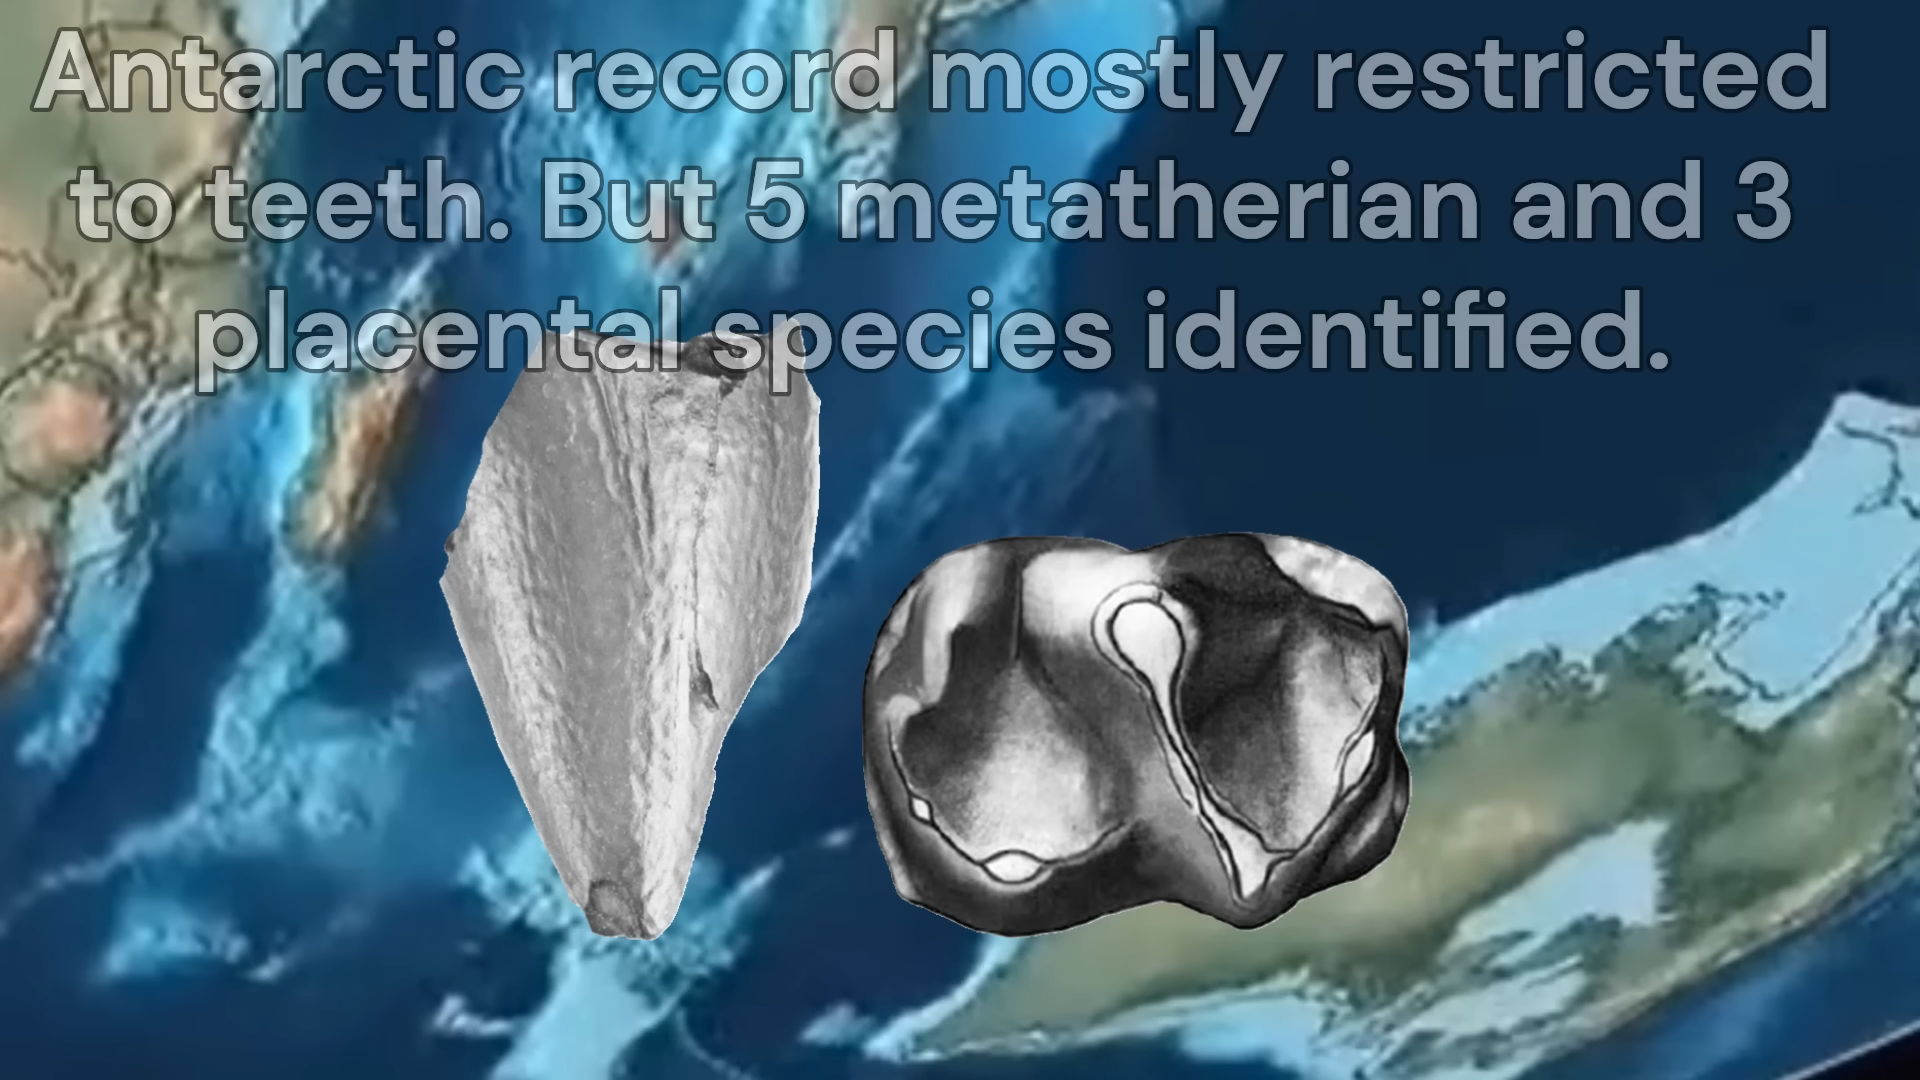 Antarctic record mostly restricted
to teeth. But 5 metatherian and 3
placental species identified.